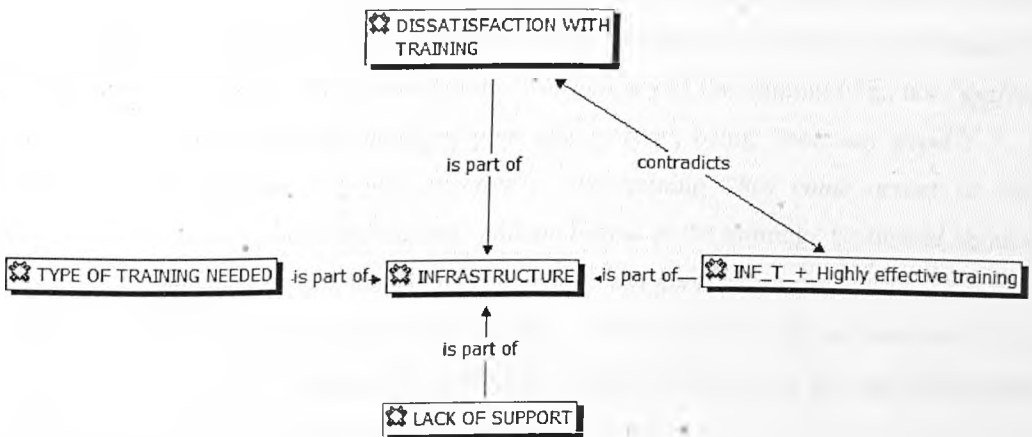 DISSATISFACTION WITH
TRAINING
is part of
contradicts
TYPE OF TRAINING NEEDED
is part of
INFRASTRUCTURE
is part of
INF_T_+_Highly effective training
is part of
LACK OF SUPPORT